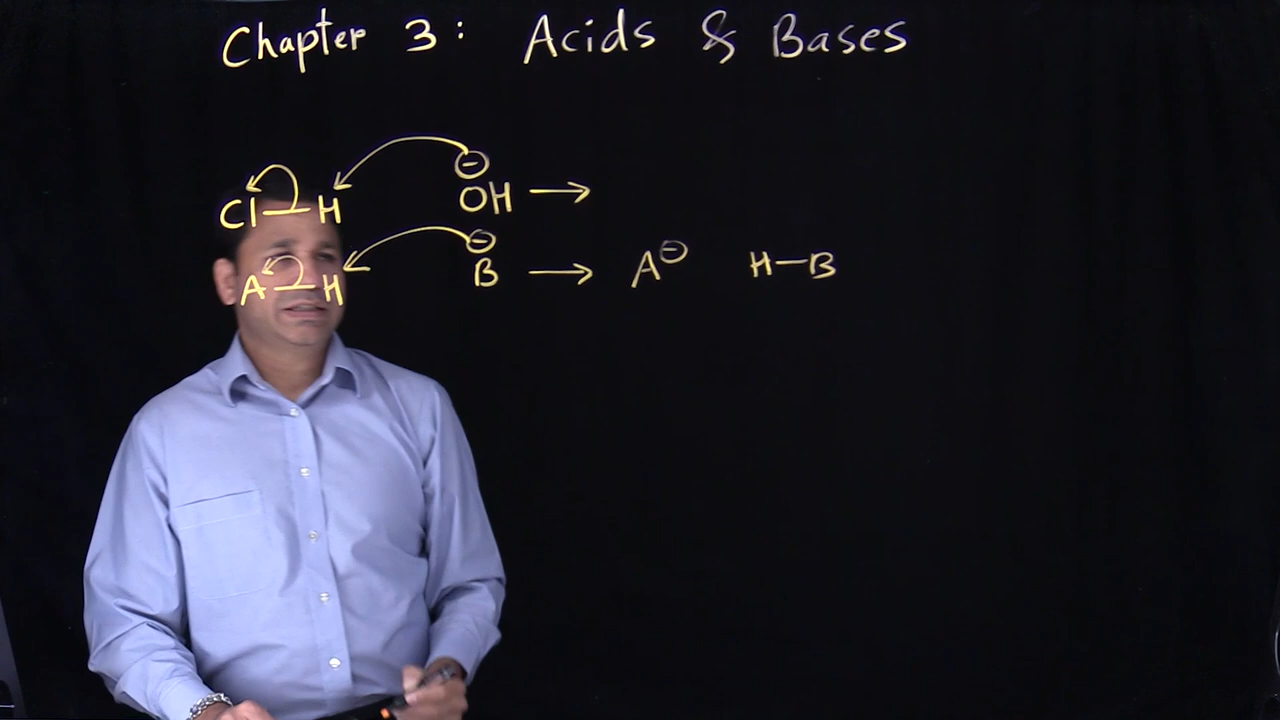 Chapter 3: Acids & Bases
Cl—H ⊖OH →
A—H ⊖B → A⊖ H—B